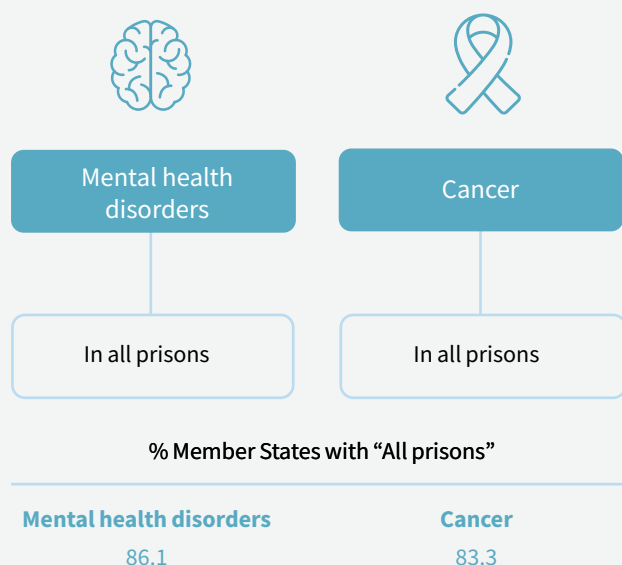 Mental health
disorders
Cancer
In all prisons
In all prisons
% Member States with “All prisons”
Mental health disorders
Cancer
86.1
83.3